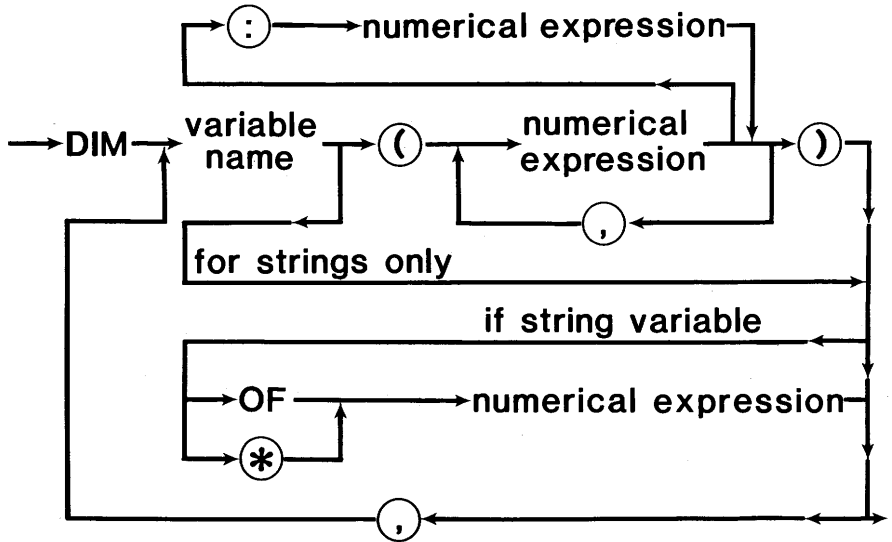 : numerical expression
DIM variable name ( numerical expression )
,
for strings only
if string variable
OF numerical expression
*
,